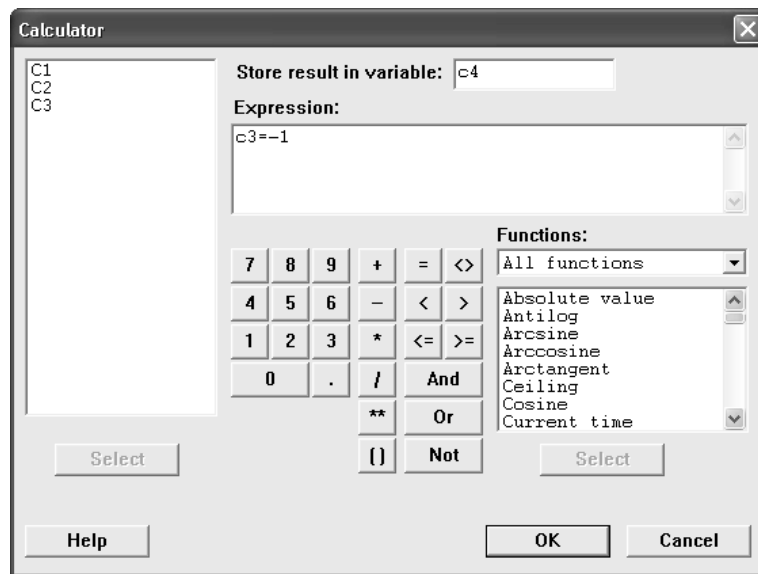 Calculator
C1
C2
C3
Store result in variable: c4
Expression:
c3=-1
Functions:
All functions
7 8 9 + = <>
4 5 6 - < >
1 2 3 * <= >=
0 . / And
** Or
() Not
Absolute value
Antilog
Arcsine
Arccosine
Arctangent
Ceiling
Cosine
Current time
Select
Select
Help
OK
Cancel